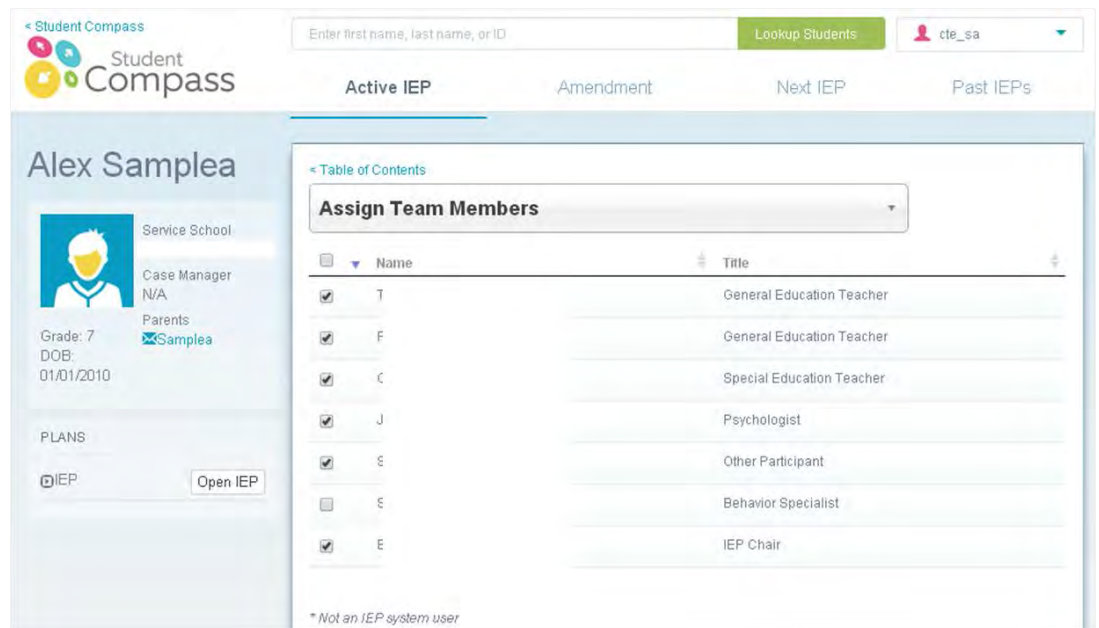 < Student Compass
Student
Compass
Enter first name, last name, or ID
Lookup Students
cte_sa
Active IEP
Amendment
Next IEP
Past IEPs
Alex Samplea
Service School
Case Manager
N/A
Parents
Samplea
Grade: 7
DOB:
01/01/2010
PLANS
IEP
Open IEP
< Table of Contents
Assign Team Members
Name Title
T General Education Teacher
F General Education Teacher
Special Education Teacher
J Psychologist
S Other Participant
S Behavior Specialist
E IEP Chair
* Not an IEP system user